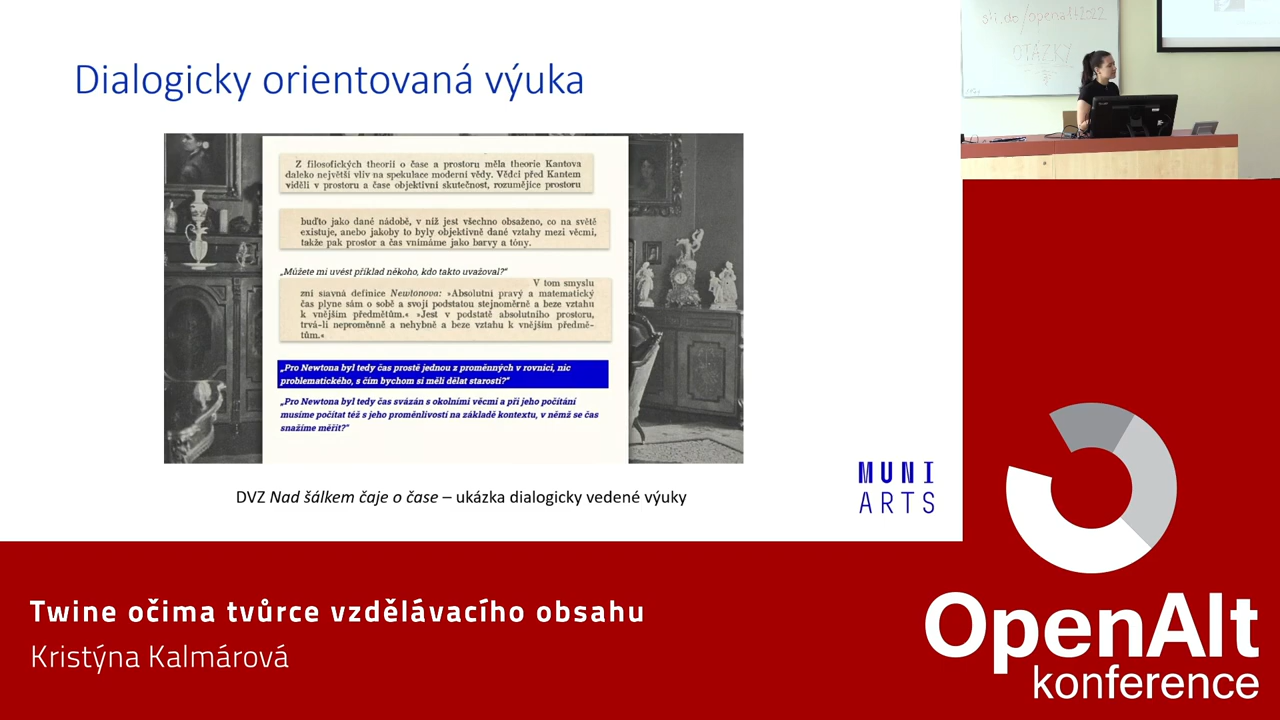 Dialogicky orientovaná výuka
Z filosofických theorií o čase a prostoru měla theorie Kantova
daleko největší vliv na spekulace moderní vědy. Vědci před Kantem
viděli v prostoru a čase objektivní skutečnost, rozumějíce prostoru
buďto jako dané nádobě, v níž jest všechno obsaženo, co na světě
existuje, anebo jakoby to byly objektivně dané vztahy mezi věcmi,
takže pak prostor a čas vnímáme jako barvy a tóny.
„Můžete mi uvést příklad někoho, kdo takto uvažoval?“
V tom smyslu
zní slavná definice Newtonova: »Absolutní pravý a matematický
čas plyne sám o sobě a svojí podstatou stejnoměrně a beze vztahu
k vnějším předmětům.« »Jest v podstatě absolutního prostoru,
trvá-li neproměnně a nehybně a beze vztahu k vnějším předmě-
tům.«
„Pro Newtona byl tedy čas prostě jednou z proměnných v rovnici, nic
problematického, s čím bychom si měli dělat starosti?“
„Pro Newtona byl tedy čas svázán s okolními věcmi a při jeho počítání
musíme počítat též s jeho proměnlivostí na základě kontextu, v němž se čas
snažíme měřit?“
DVZ Nad šálkem čaje o čase – ukázka dialogicky vedené výuky
MUNI
ARTS
sli.do/openalt2022
OTÁZKY
Twine očima tvůrce vzdělávacího obsahu
Kristýna Kalmárová
OpenAlt
konference